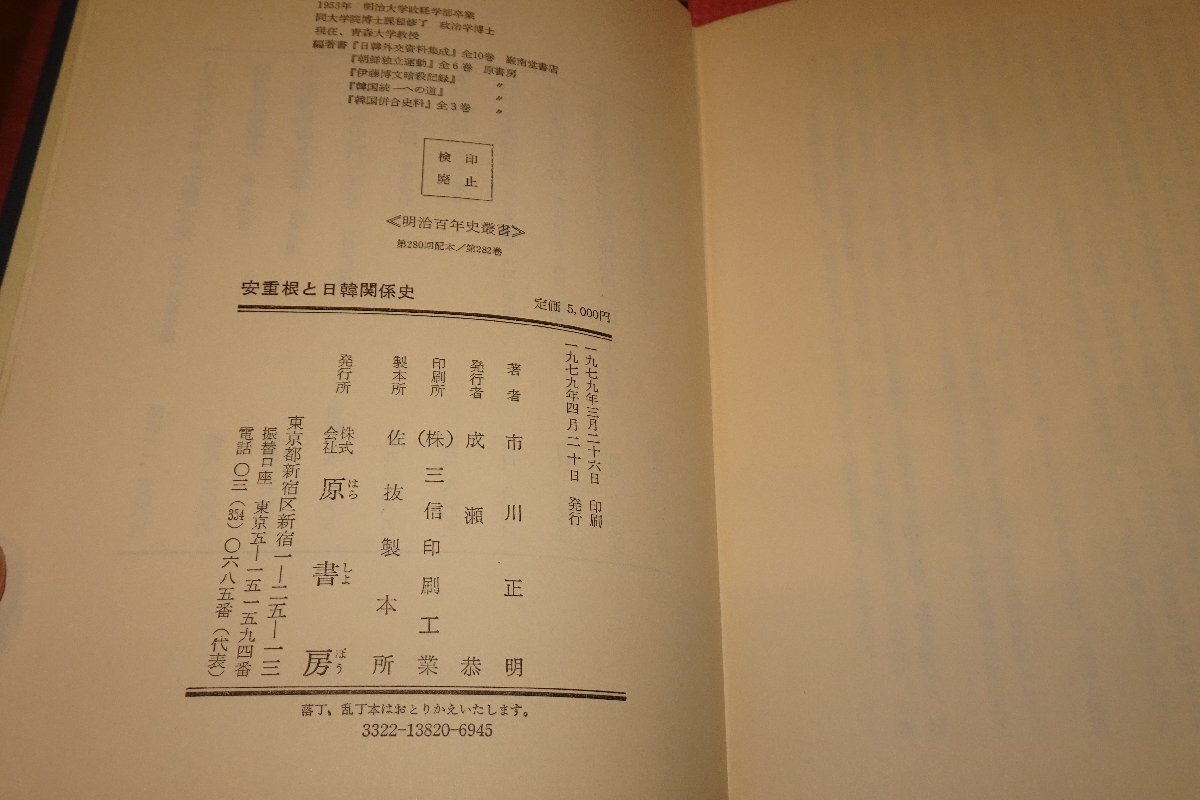 1953年 明治大学政経学部卒業
同大学院博士課程修了 政治学博士
現在、青森大学教授
編著書『日韓外交資料集成』全10巻 巌南堂書店
『朝鮮独立運動』全6巻 原書房
『伊藤博文暗殺記録』 〃
『韓国統一への道』 〃
『韓国併合史料』全3巻 〃
検印
廃止
《明治百年史叢書》
第280回配本／第282巻
安重根と日韓関係史
定価 5,000円
一九七九年三月二十六日 印刷
一九七九年四月二十日 発行
著者 市川正明
発行者 成瀬恭
印刷所 (株)三信印刷工業
製本所 佐抜製本所
発行所 株式会社 原書房
はら しよ ぼう
東京都新宿区新宿一―二五―一三
振替口座 東京五―一五一五九四番
電話 〇三(354)〇六八五番(代表)
落丁、乱丁本はおとりかえいたします。
3322-13820-6945